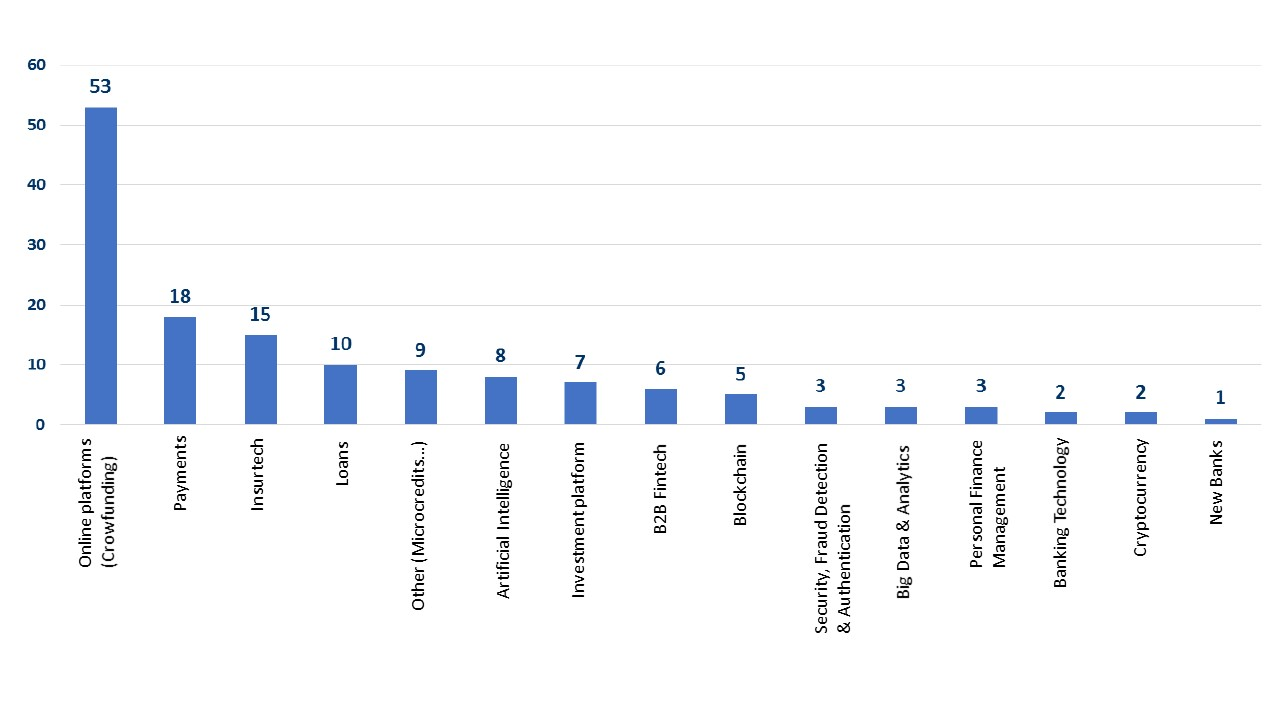 60
50
40
30
20
10
0
53
18
15
10
9
8
7
6
5
3
3
3
2
2
1
Online platforms
(Crowfunding)
Payments
Insurtech
Loans
Other (Microcredits...)
Artificial Intelligence
Investment platform
B2B Fintech
Blockchain
Security, Fraud Detection
& Authentication
Big Data & Analytics
Personal Finance
Management
Banking Technology
Cryptocurrency
New Banks